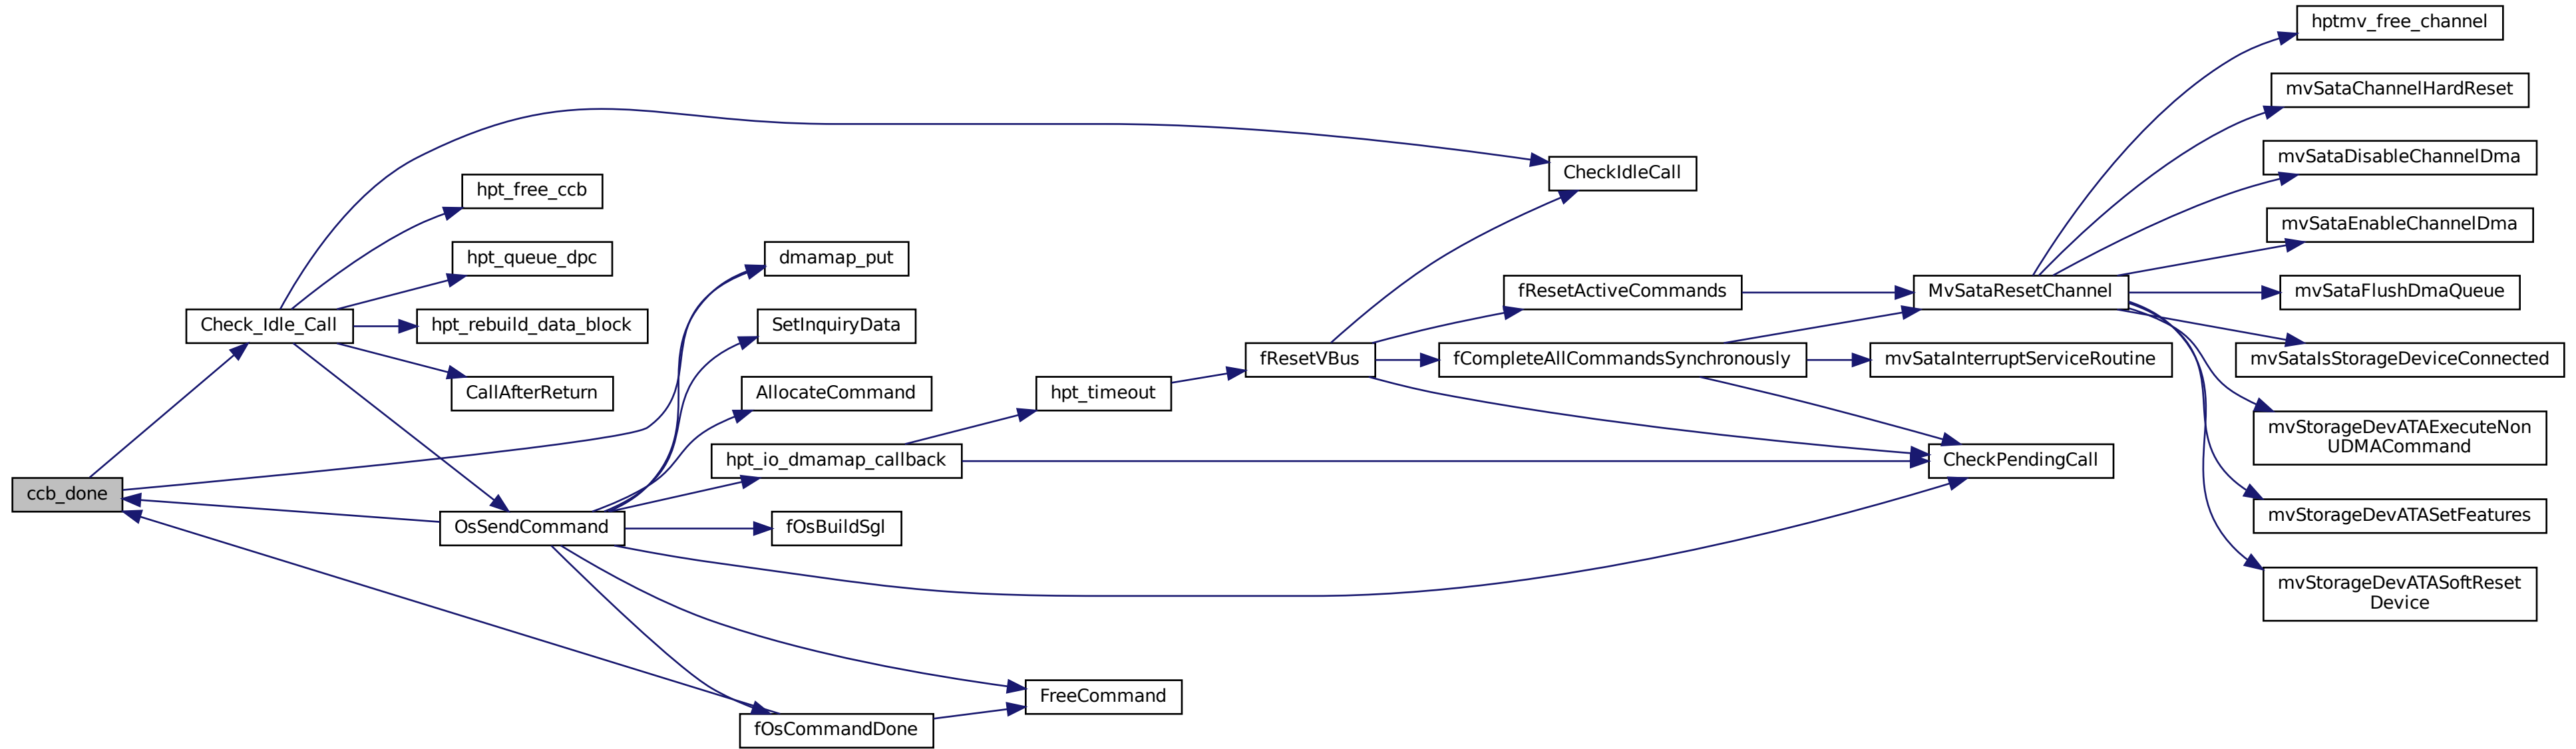 ccb_done
Check_Idle_Call
hpt_free_ccb
hpt_queue_dpc
hpt_rebuild_data_block
CallAfterReturn
OsSendCommand
dmamap_put
SetInquiryData
AllocateCommand
hpt_io_dmamap_callback
fOsBuildSgl
fOsCommandDone
hpt_timeout
FreeCommand
fResetVBus
CheckIdleCall
fResetActiveCommands
fCompleteAllCommandsSynchronously
MvSataResetChannel
mvSataInterruptServiceRoutine
CheckPendingCall
hptmv_free_channel
mvSataChannelHardReset
mvSataDisableChannelDma
mvSataEnableChannelDma
mvSataFlushDmaQueue
mvSataIsStorageDeviceConnected
mvStorageDevATAExecuteNon
UDMACommand
mvStorageDevATASetFeatures
mvStorageDevATASoftReset
Device